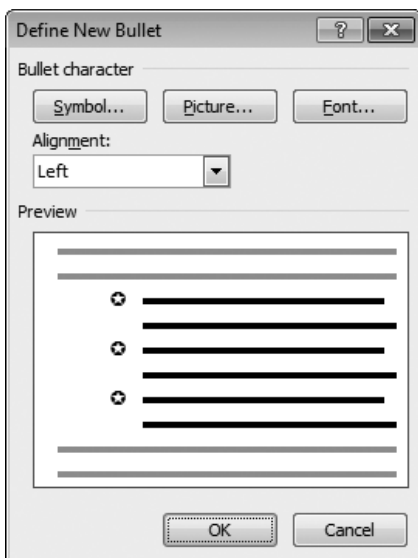 Define New Bullet
Bullet character
Symbol... Picture... Font...
Alignment:
Left
Preview
OK Cancel